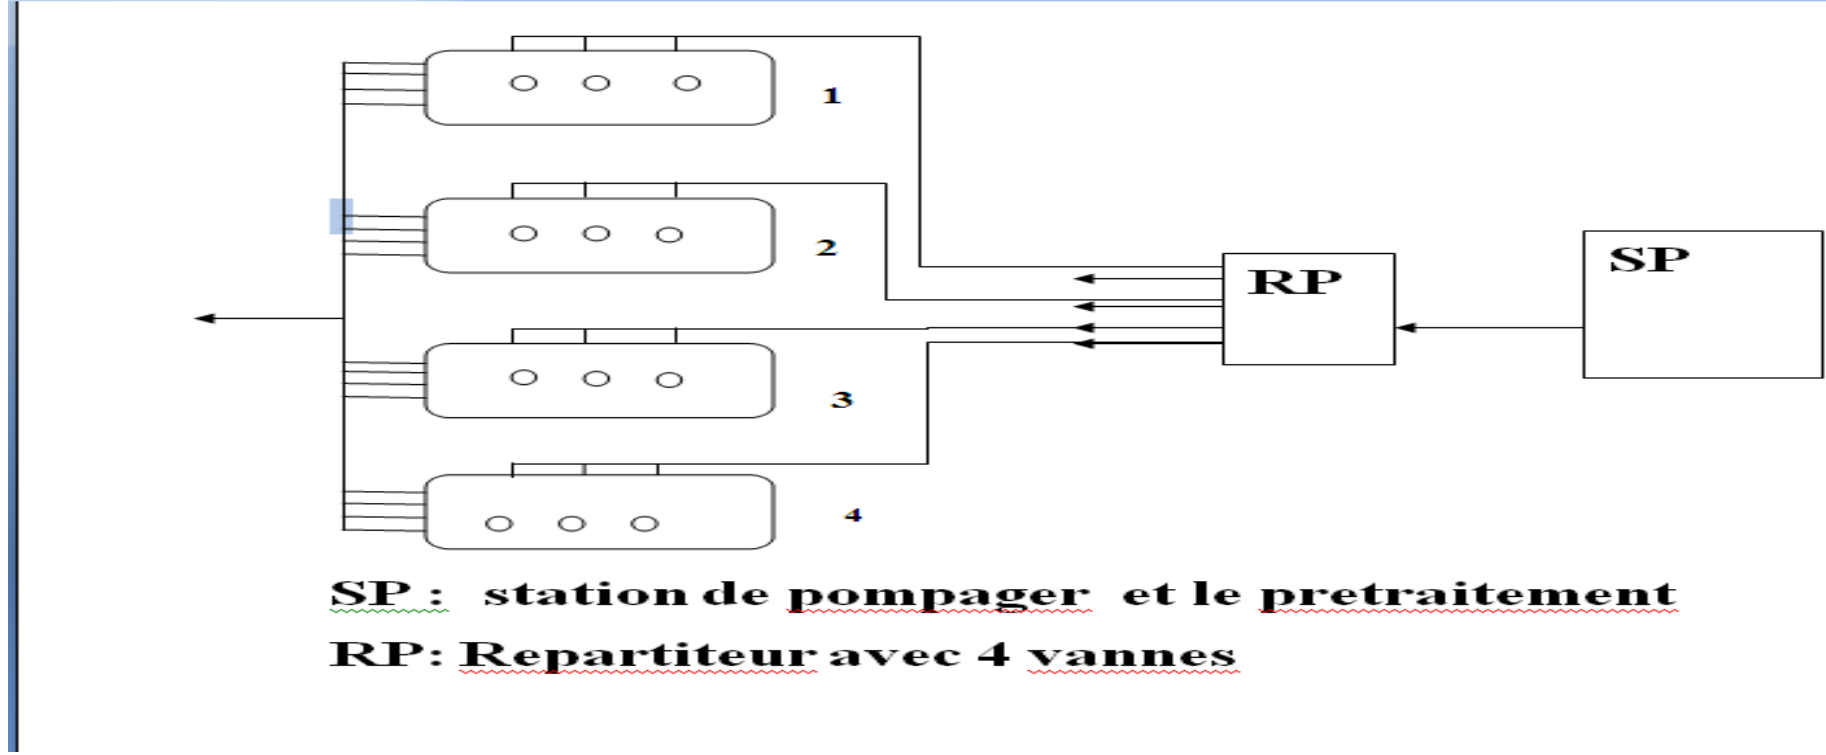 1
2
RP
SP
3
4
SP : station de pompager et le pretraitement
RP: Repartiteur avec 4 vannes